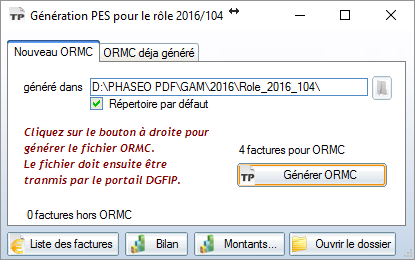 TP Génération PES pour le rôle 2016/104
Nouveau ORMC
ORMC déja généré
généré dans D:\PHASEO PDF\GAM\2016\Role_2016_104\
Répertoire par défaut
Cliquez sur le bouton à droite pour
générer le fichier ORMC.
Le fichier doit ensuite être
tranmis par le portail DGFIP.
4 factures pour ORMC
TP Générer ORMC
0 factures hors ORMC
Liste des factures
Bilan
Montants...
Ouvrir le dossier